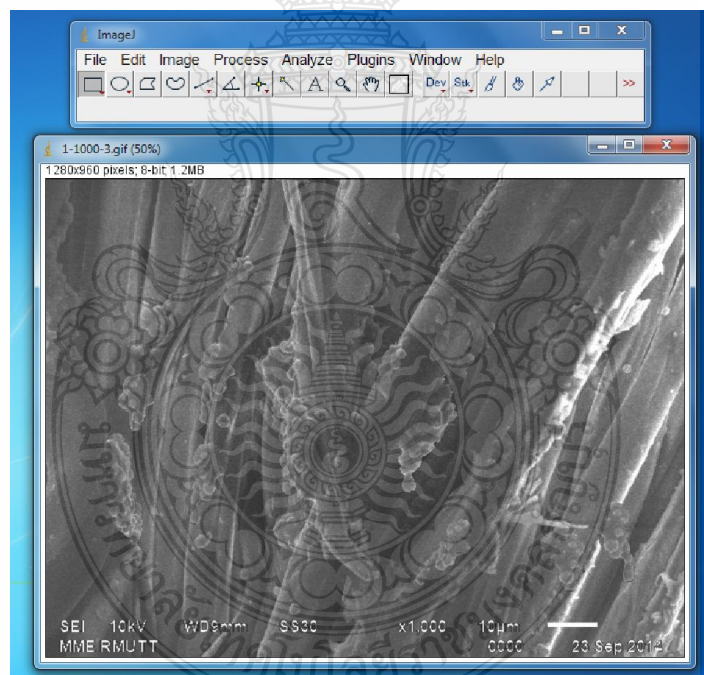 ImageJ
File Edit Image Process Analyze Plugins Window Help
A Dev Stk >>
1-1000-3.gif (50%)
1280x960 pixels; 8-bit; 1.2MB
SEI 10kV WD9mm SS30 x1,000 10µm
MME RMUTT 0000 23 Sep 2012